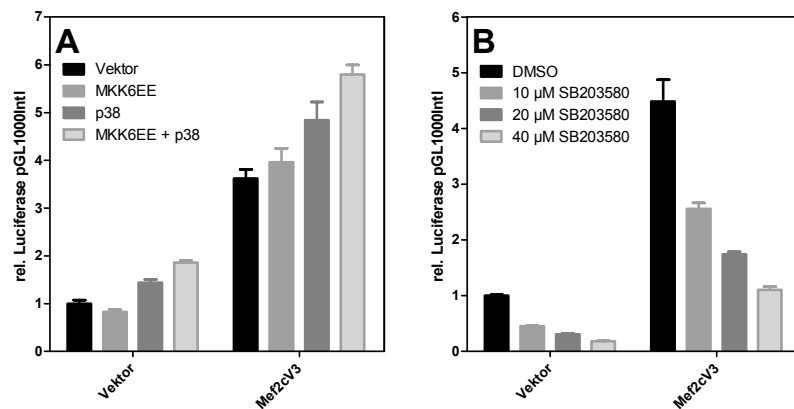 A
rel. Luciferase pGL1000IntI
7
6
5
4
3
2
1
0
Vektor
MKK6EE
p38
MKK6EE + p38
Vektor
Mef2cV3
B
rel. Luciferase pGL1000IntI
6
5
4
3
2
1
0
DMSO
10 µM SB203580
20 µM SB203580
40 µM SB203580
Vektor
Mef2cV3